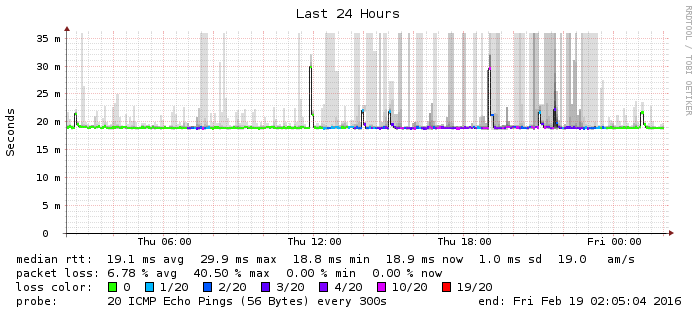 Last 24 Hours
RRDTOOL / TOBI OETIKER
Seconds
35 m
30 m
25 m
20 m
15 m
10 m
5 m
0
Thu 06:00 Thu 12:00 Thu 18:00 Fri 00:00
median rtt: 19.1 ms avg 29.9 ms max 18.8 ms min 18.9 ms now 1.0 ms sd 19.0 am/s
packet loss: 6.78 % avg 40.50 % max 0.00 % min 0.00 % now
loss color: 0 1/20 2/20 3/20 4/20 10/20 19/20
probe: 20 ICMP Echo Pings (56 Bytes) every 300s end: Fri Feb 19 02:05:04 2016